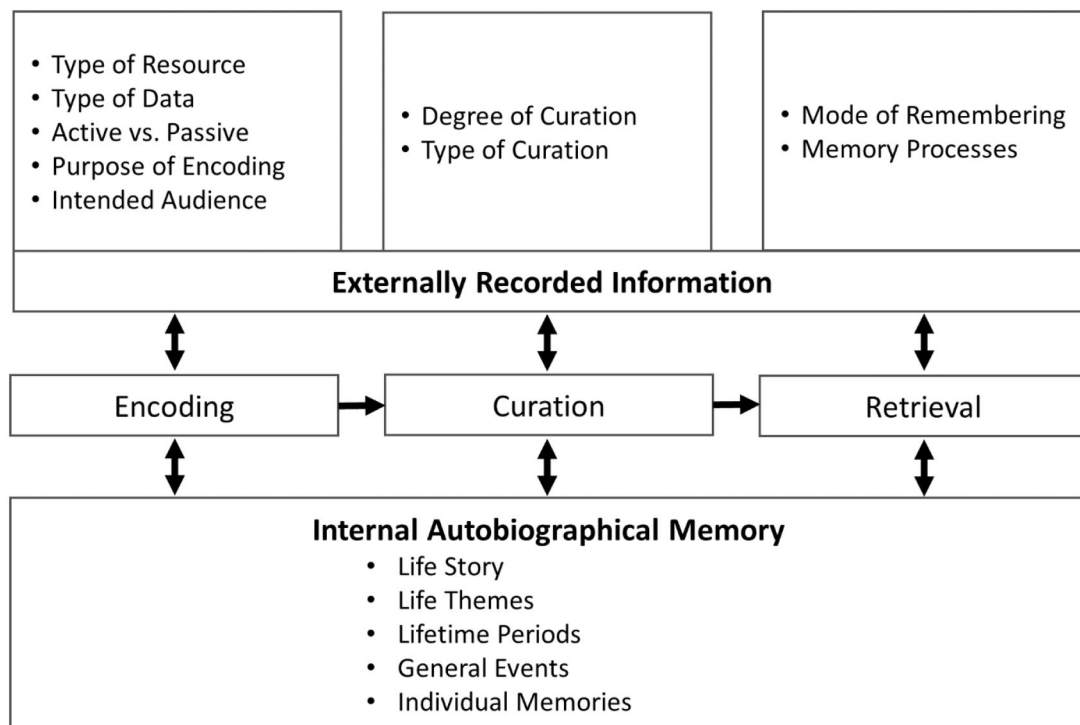 • Type of Resource
• Type of Data
• Active vs. Passive
• Purpose of Encoding
• Intended Audience
• Degree of Curation
• Type of Curation
• Mode of Remembering
• Memory Processes
Externally Recorded Information
Encoding
Curation
Retrieval
Internal Autobiographical Memory
• Life Story
• Life Themes
• Lifetime Periods
• General Events
• Individual Memories